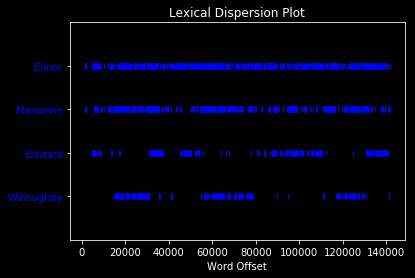 Lexical Dispersion Plot
Elinor
Marianne
Edward
Willoughby
0 20000 40000 60000 80000 100000 120000 140000
Word Offset